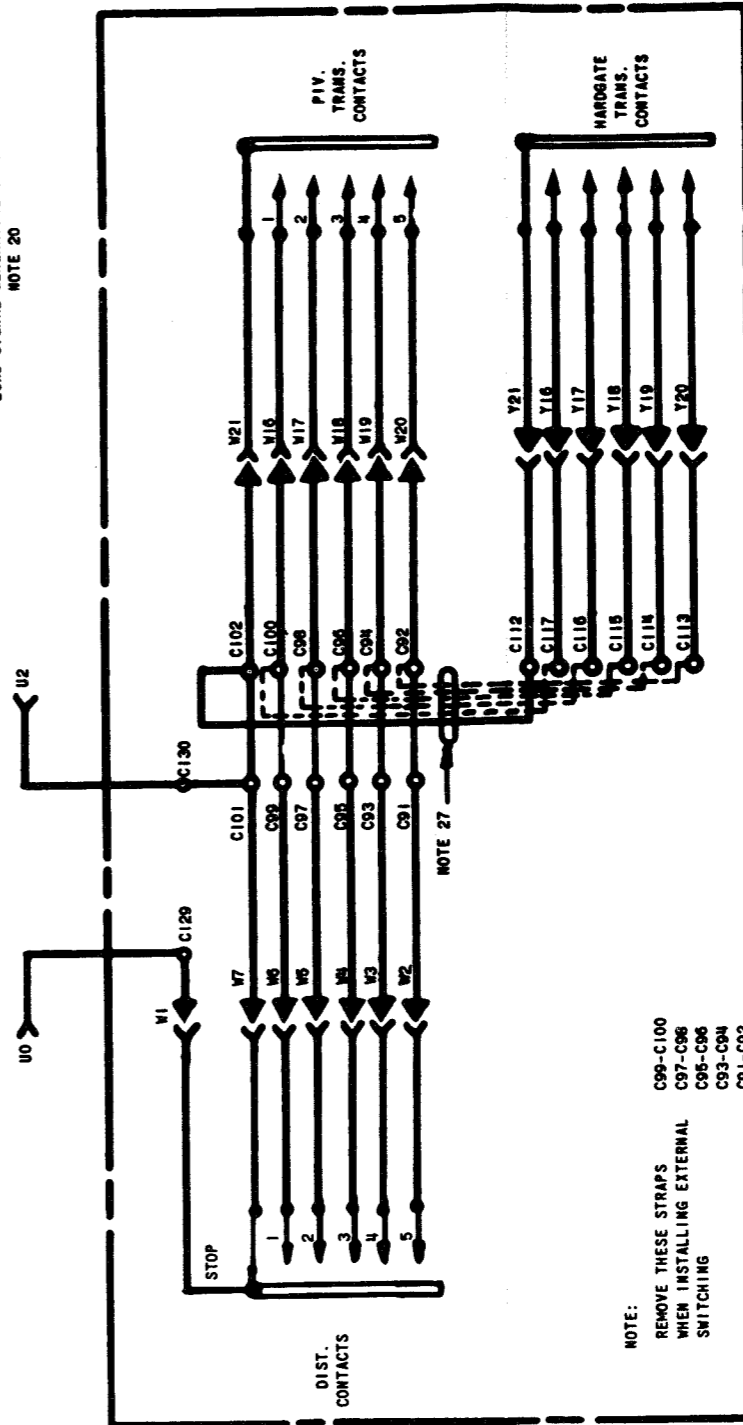 NOTE 20
U0
U2
C129
C130
W1
STOP
DIST.
CONTACTS
1
2
3
4
5
W7
W6
W5
W4
W3
W2
C101
C99
C97
C95
C93
C91
C102
C100
C98
C96
C94
C92
W21
W16
W17
W18
W19
W20
1
2
3
4
5
PIV.
TRANS.
CONTACTS
NOTE 27
C112
C117
C116
C115
C114
C113
Y21
Y16
Y17
Y18
Y19
Y20
HARDGATE
TRANS.
CONTACTS
NOTE:
REMOVE THESE STRAPS
WHEN INSTALLING EXTERNAL
SWITCHING
C99-C100
C97-C98
C95-C96
C93-C94